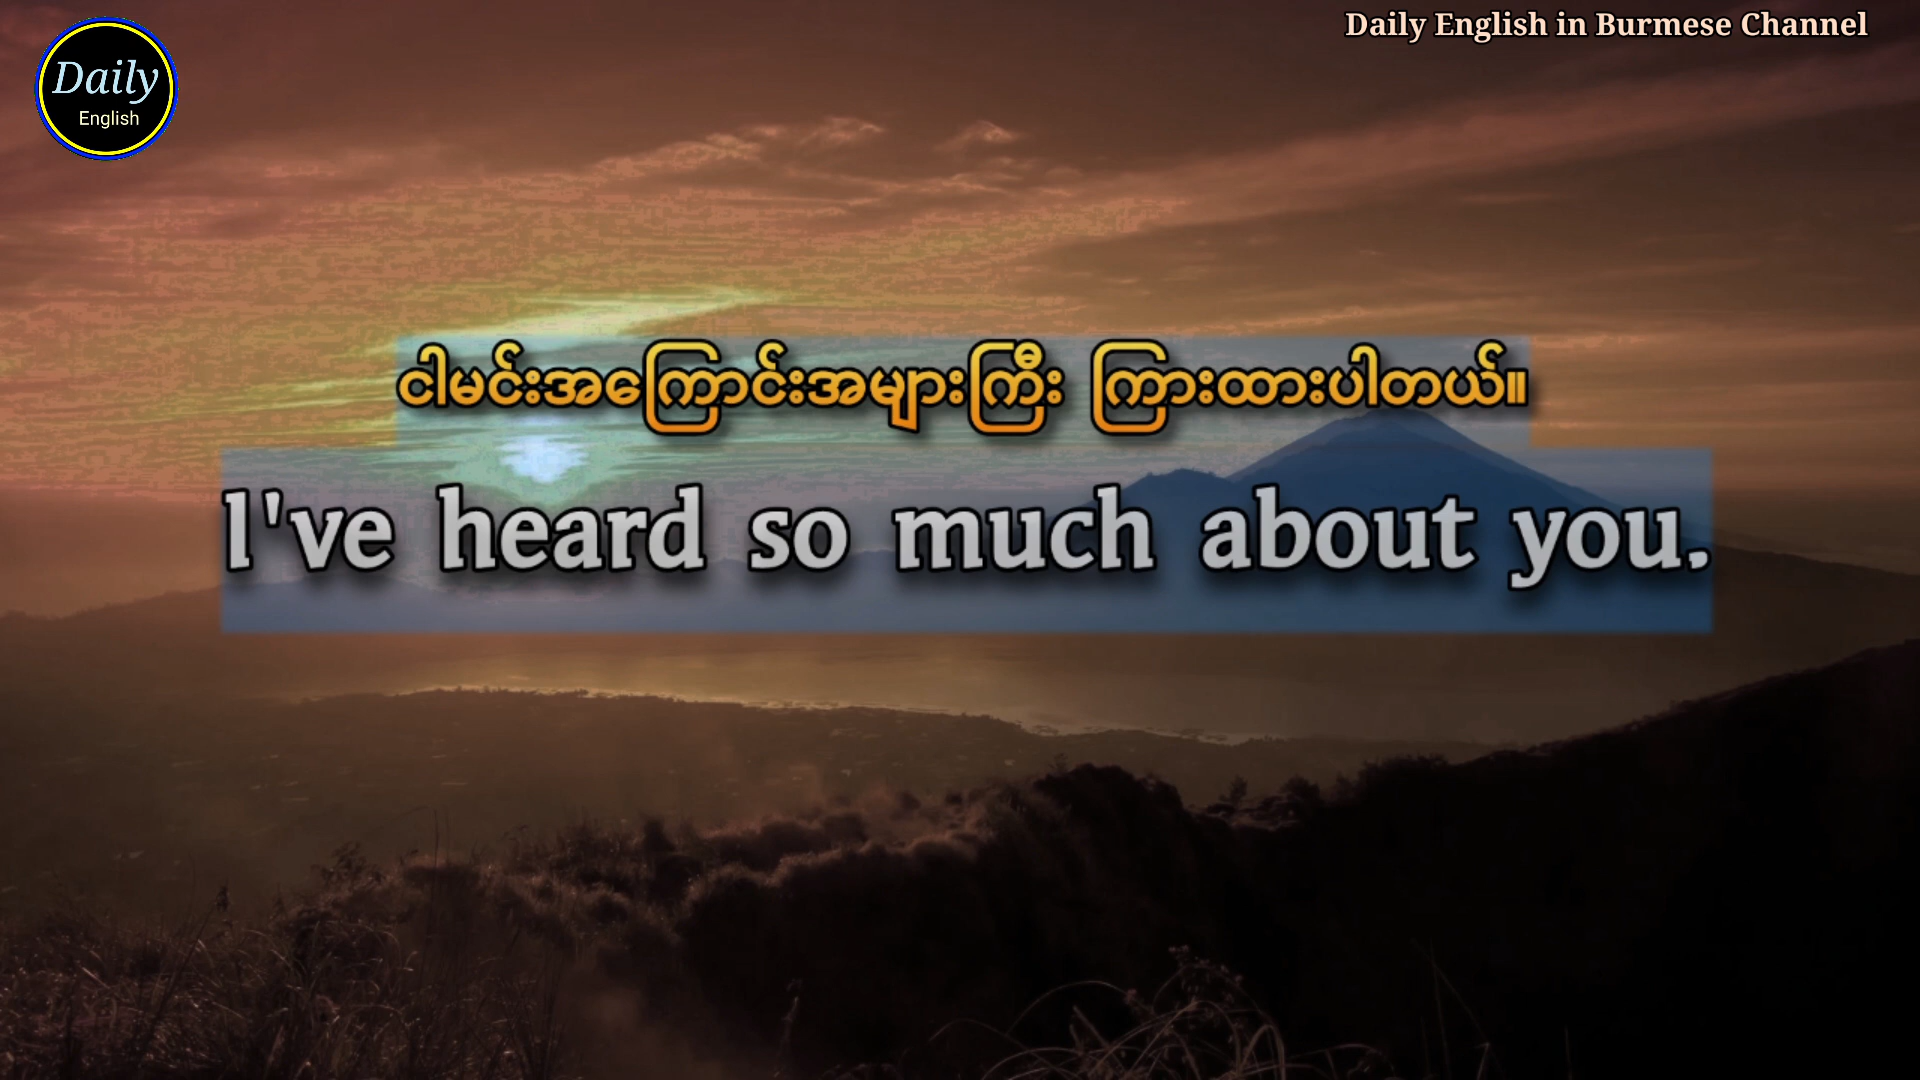 Daily English in Burmese Channel
Daily
English
ငါမင်းအကြောင်းအများကြီး ကြားထားပါတယ်။
I've heard so much about you.